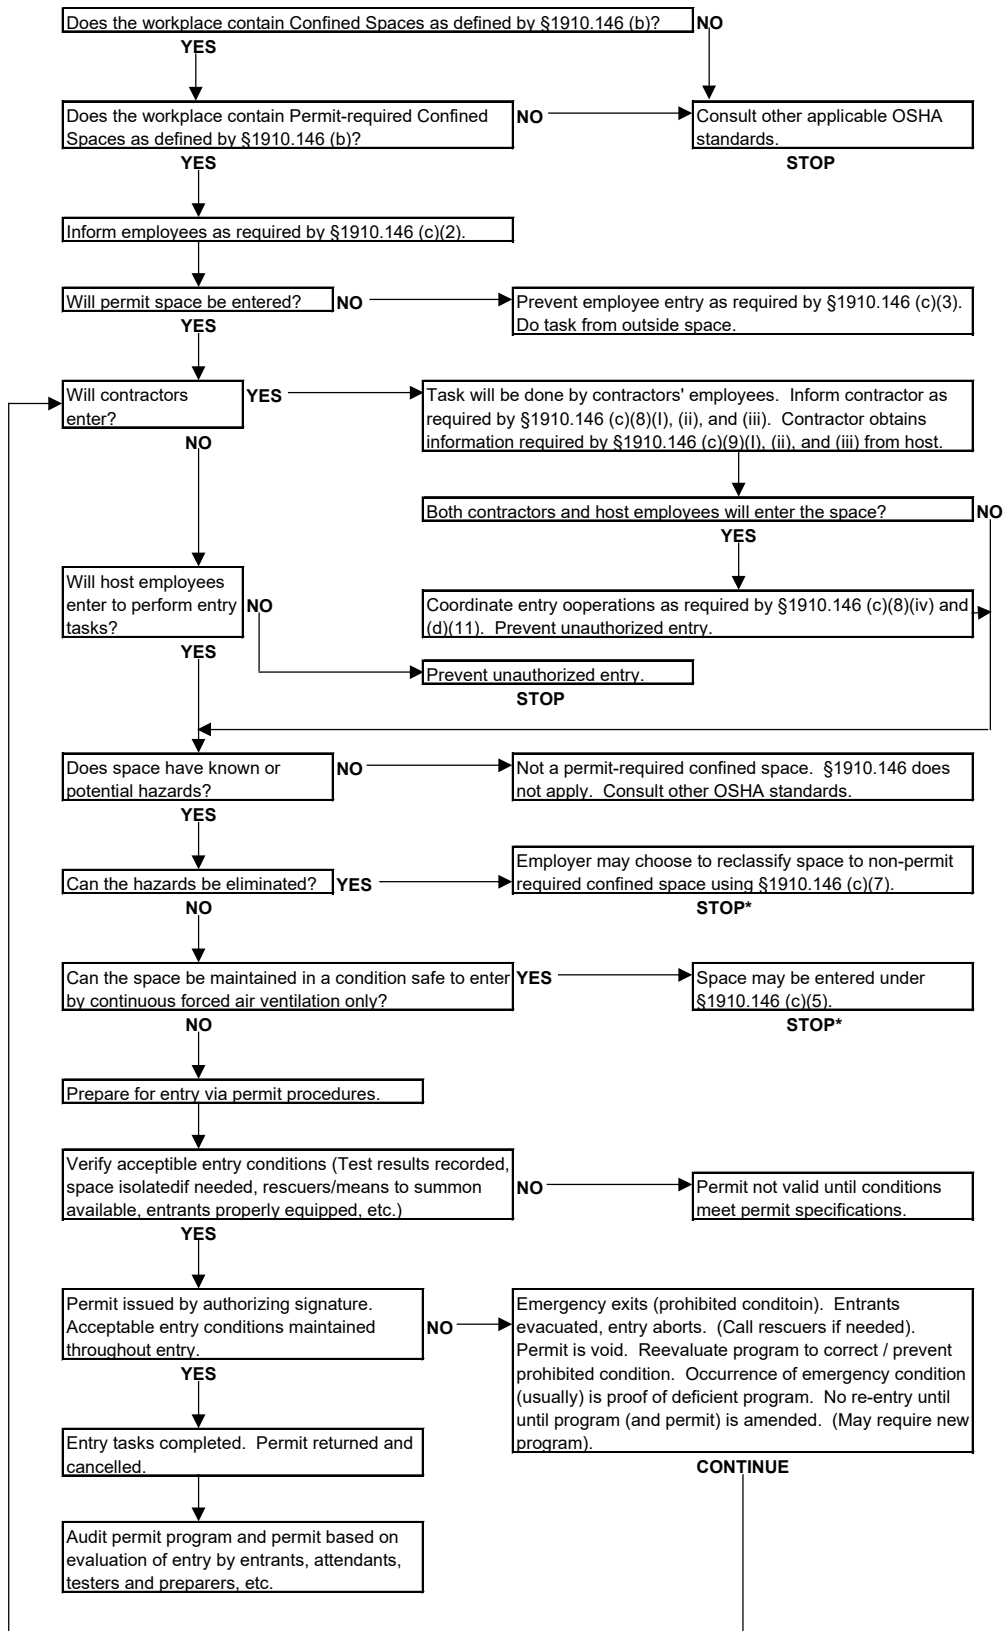 Does the workplace contain Confined Spaces as defined by §1910.146 (b)?
NO
YES
Does the workplace contain Permit-required Confined
Spaces as defined by §1910.146 (b)?
NO
Consult other applicable OSHA
standards.
YES
STOP
Inform employees as required by §1910.146 (c)(2).
Will permit space be entered?
NO
Prevent employee entry as required by §1910.146 (c)(3).
Do task from outside space.
YES
Will contractors
enter?
YES
Task will be done by contractors' employees.  Inform contractor as
required by §1910.146 (c)(8)(I), (ii), and (iii).  Contractor obtains
information required by §1910.146 (c)(9)(I), (ii), and (iii) from host.
NO
Both contractors and host employees will enter the space?
NO
YES
Will host employees
enter to perform entry
tasks?
NO
Coordinate entry ooperations as required by §1910.146 (c)(8)(iv) and
(d)(11).  Prevent unauthorized entry.
YES
Prevent unauthorized entry.
STOP
Does space have known or
potential hazards?
NO
Not a permit-required confined space.  §1910.146 does
not apply.  Consult other OSHA standards.
YES
Can the hazards be eliminated?
YES
Employer may choose to reclassify space to non-permit
required confined space using §1910.146 (c)(7).
NO
STOP*
Can the space be maintained in a condition safe to enter
by continuous forced air ventilation only?
YES
Space may be entered under
§1910.146 (c)(5).
NO
STOP*
Prepare for entry via permit procedures.
Verify acceptible entry conditions (Test results recorded,
space isolatedif needed, rescuers/means to summon
available, entrants properly equipped, etc.)
NO
Permit not valid until conditions
meet permit specifications.
YES
Permit issued by authorizing signature.
Acceptable entry conditions maintained
throughout entry.
NO
Emergency exits (prohibited conditoin).  Entrants
evacuated, entry aborts.  (Call rescuers if needed).
Permit is void.  Reevaluate program to correct / prevent
prohibited condition.  Occurrence of emergency condition
(usually) is proof of deficient program.  No re-entry until
until program (and permit) is amended.  (May require new
program).
YES
Entry tasks completed.  Permit returned and
cancelled.
CONTINUE
Audit permit program and permit based on
evaluation of entry by entrants, attendants,
testers and preparers, etc.